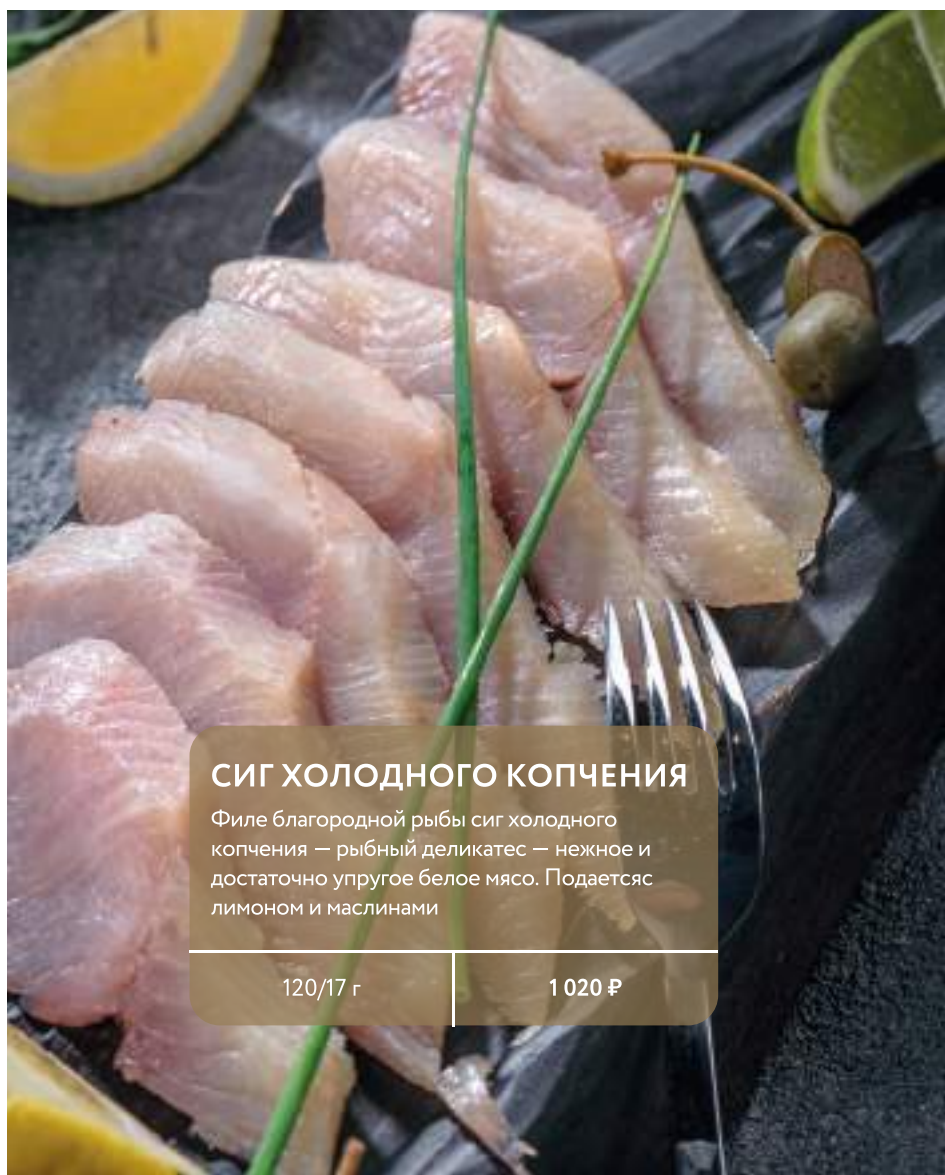 СИГ ХОЛОДНОГО КОПЧЕНИЯ
Филе благородной рыбы сиг холодного
копчения — рыбный деликатес — нежное и
достаточно упругое белое мясо. Подаетсяс
лимоном и маслинами
120/17 г
1 020 ₽